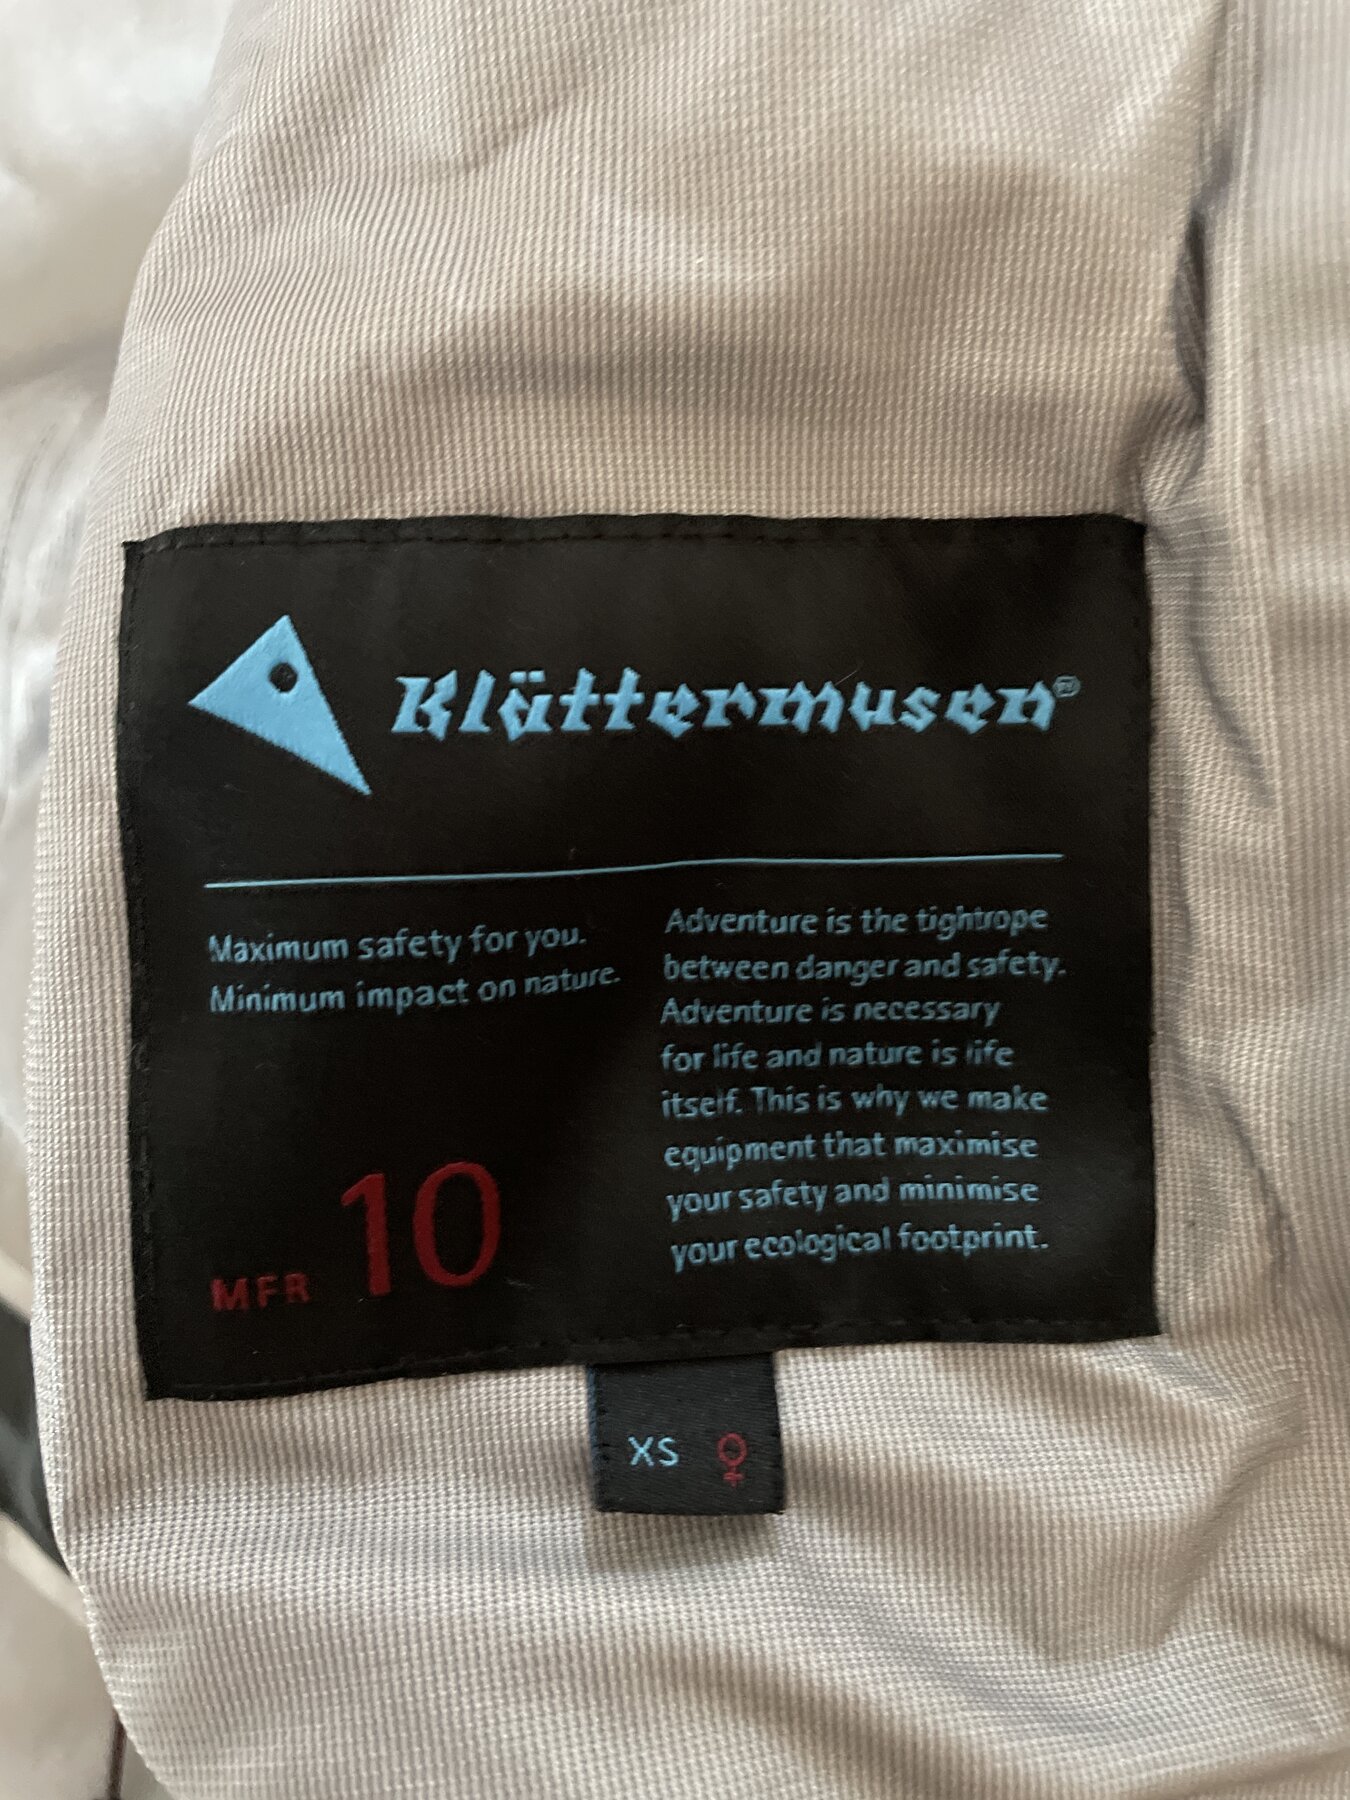 Klättermusen®
Maximum safety for you.
Minimum impact on nature.
Adventure is the tightrope
between danger and safety.
Adventure is necessary
for life and nature is life
itself. This is why we make
equipment that maximise
your safety and minimise
your ecological footprint.
MFR 10
XS ♀